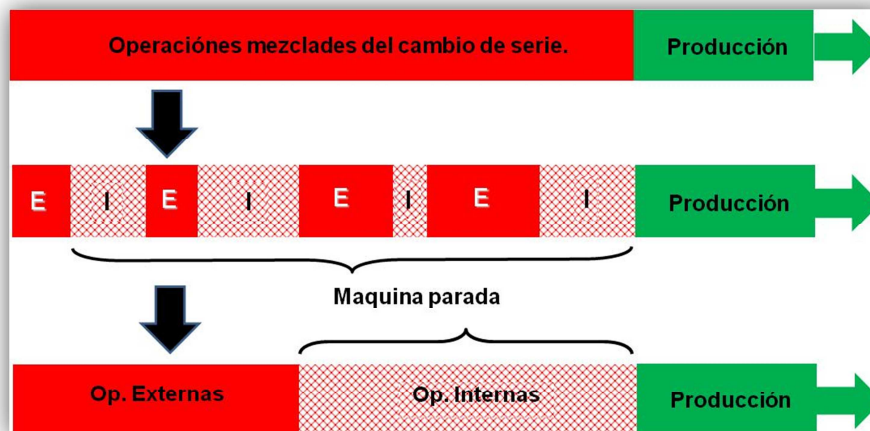 Operaciónes mezclades del cambio de serie. Producción
E I E I E I E I Producción
Maquina parada
Op. Externas Op. Internas Producción